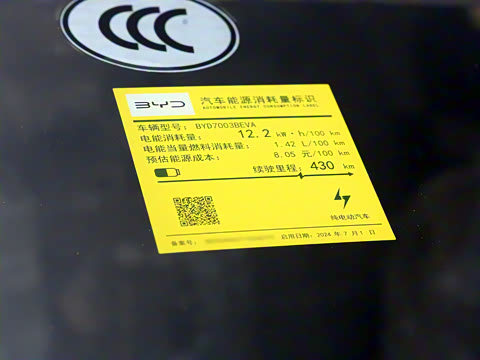 CCC
BYD 汽车能源消耗量标识
AUTOMOBILE ENERGY CONSUMPTION LABEL
车辆型号: BYD7003BEVA
电能消耗量: 12.2 kW·h/100 km
电能当量燃料消耗量: 1.42 L/100 km
预估能源成本: 8.05 元/100 km
续驶里程: 430 km
纯电动汽车
备案号: 启用日期: 2024 年 7 月 1 日